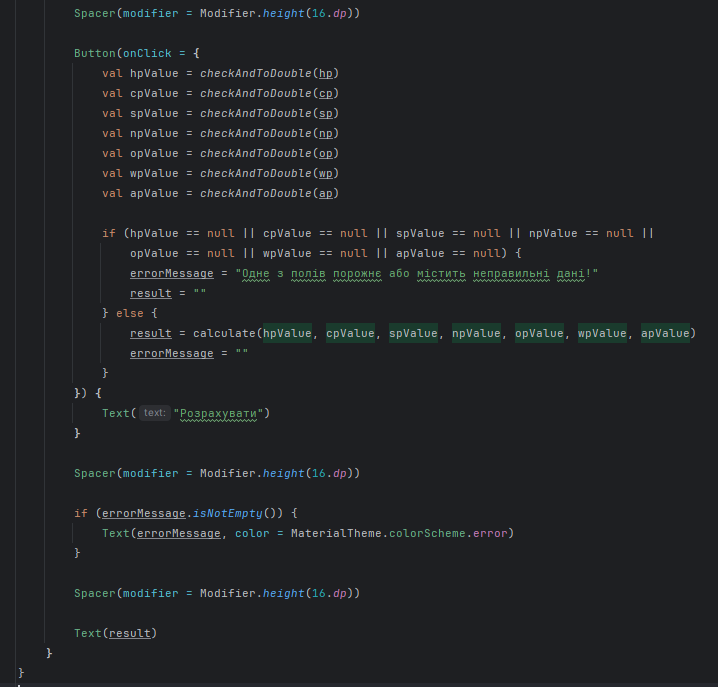 Spacer(modifier = Modifier.height(16.dp))
Button(onClick = {
val hpValue = checkAndToDouble(hp)
val cpValue = checkAndToDouble(cp)
val spValue = checkAndToDouble(sp)
val npValue = checkAndToDouble(np)
val opValue = checkAndToDouble(op)
val wpValue = checkAndToDouble(wp)
val apValue = checkAndToDouble(ap)
if (hpValue == null || cpValue == null || spValue == null || npValue == null ||
opValue == null || wpValue == null || apValue == null) {
errorMessage = "Одне з полів порожнє або містить неправильні дані!"
result = ""
} else {
result = calculate(hpValue, cpValue, spValue, npValue, opValue, wpValue, apValue)
errorMessage = ""
}
}) {
Text( text: "Розрахувати")
}
Spacer(modifier = Modifier.height(16.dp))
if (errorMessage.isNotEmpty()) {
Text(errorMessage, color = MaterialTheme.colorScheme.error)
}
Spacer(modifier = Modifier.height(16.dp))
Text(result)
}
}